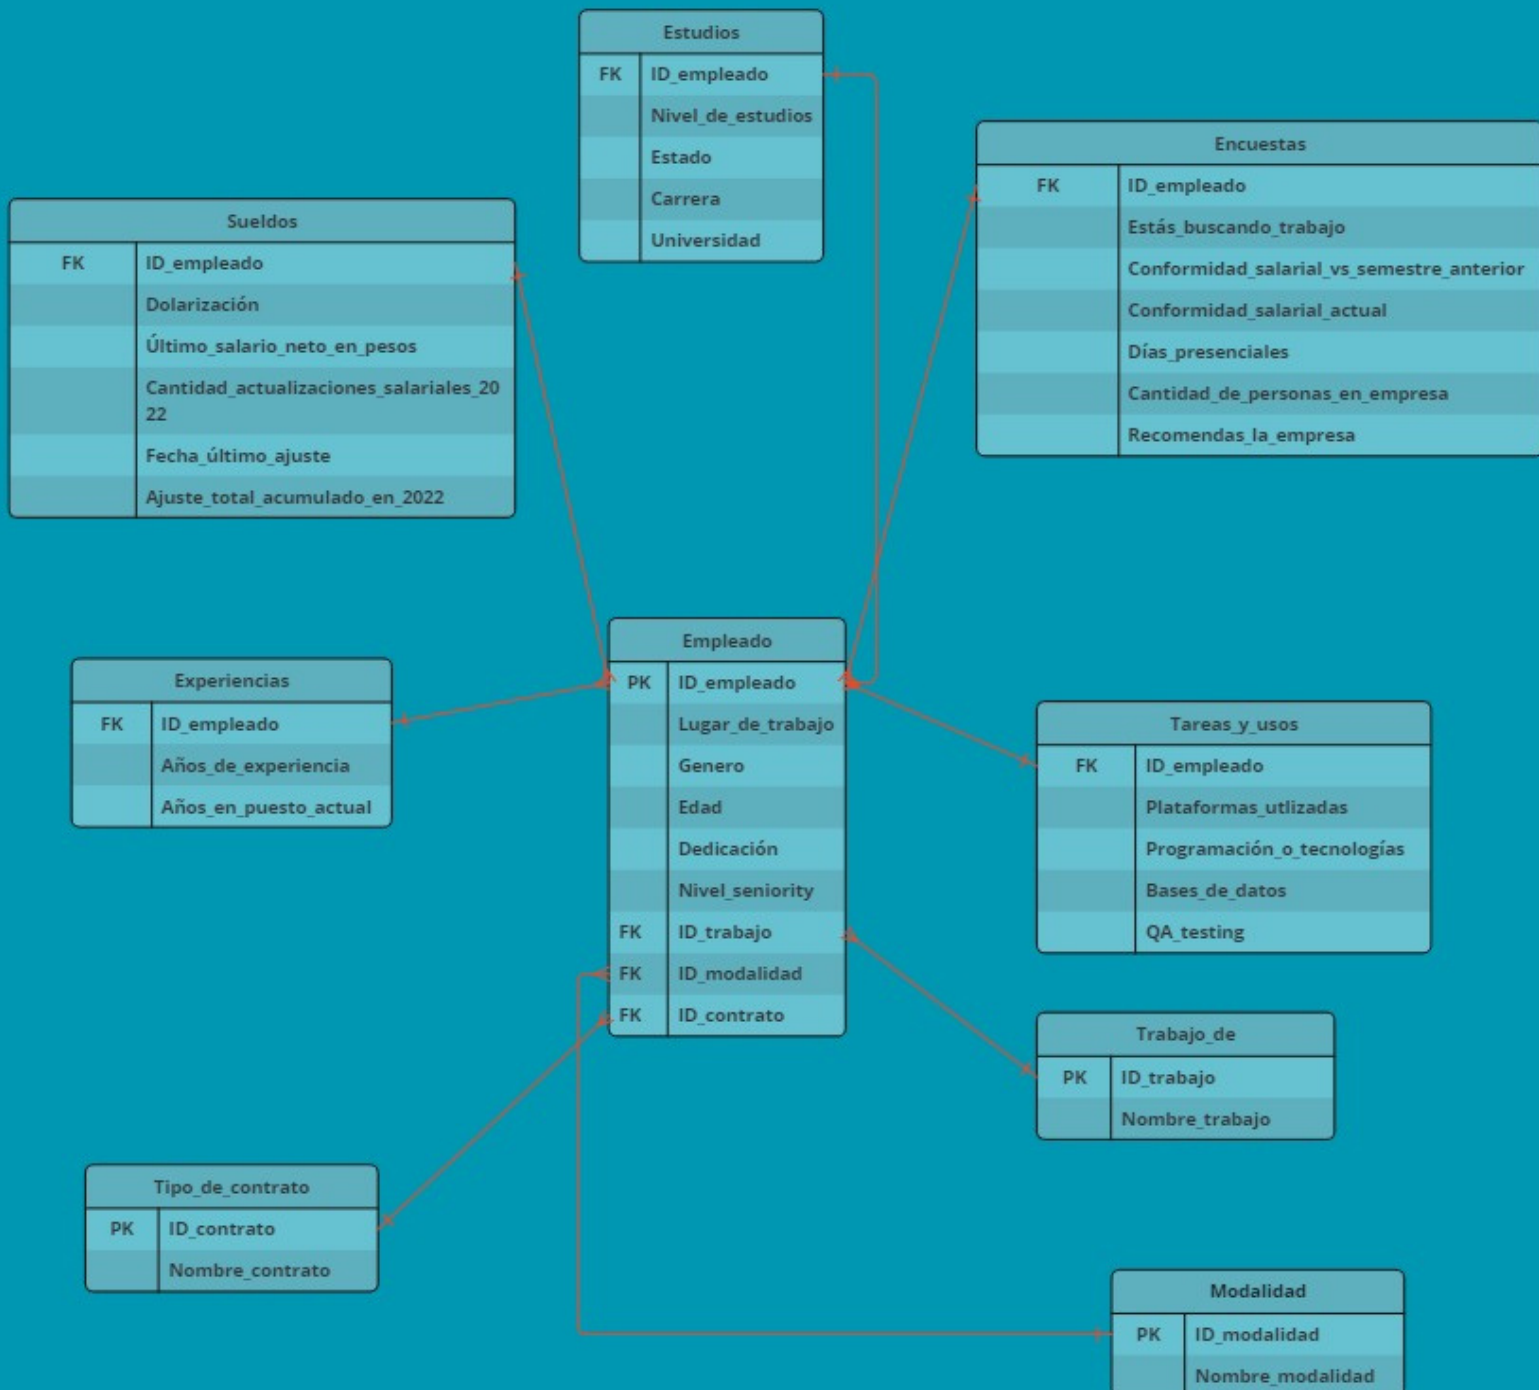 Estudios
FK ID_empleado
Nivel_de_estudios
Estado
Carrera
Universidad
Encuestas
FK ID_empleado
Estás_buscando_trabajo
Conformidad_salarial_vs_semestre_anterior
Conformidad_salarial_actual
Días_presenciales
Cantidad_de_personas_en_empresa
Recomendas_la_empresa
Sueldos
FK ID_empleado
Dolarización
Último_salario_neto_en_pesos
Cantidad_actualizaciones_salariales_20
22
Fecha_último_ajuste
Ajuste_total_acumulado_en_2022
Empleado
PK ID_empleado
Lugar_de_trabajo
Genero
Edad
Dedicación
Nivel_seniority
FK ID_trabajo
FK ID_modalidad
FK ID_contrato
Experiencias
FK ID_empleado
Años_de_experiencia
Años_en_puesto_actual
Tareas_y_usos
FK ID_empleado
Plataformas_utlizadas
Programación_o_tecnologías
Bases_de_datos
QA_testing
Trabajo_de
PK ID_trabajo
Nombre_trabajo
Tipo_de_contrato
PK ID_contrato
Nombre_contrato
Modalidad
PK ID_modalidad
Nombre_modalidad